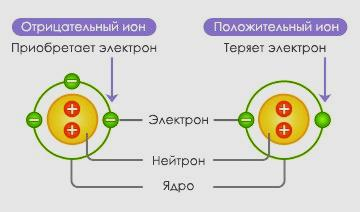 Отрицательный ион
Приобретает электрон
Положительный ион
Теряет электрон
Электрон
Нейтрон
Ядро